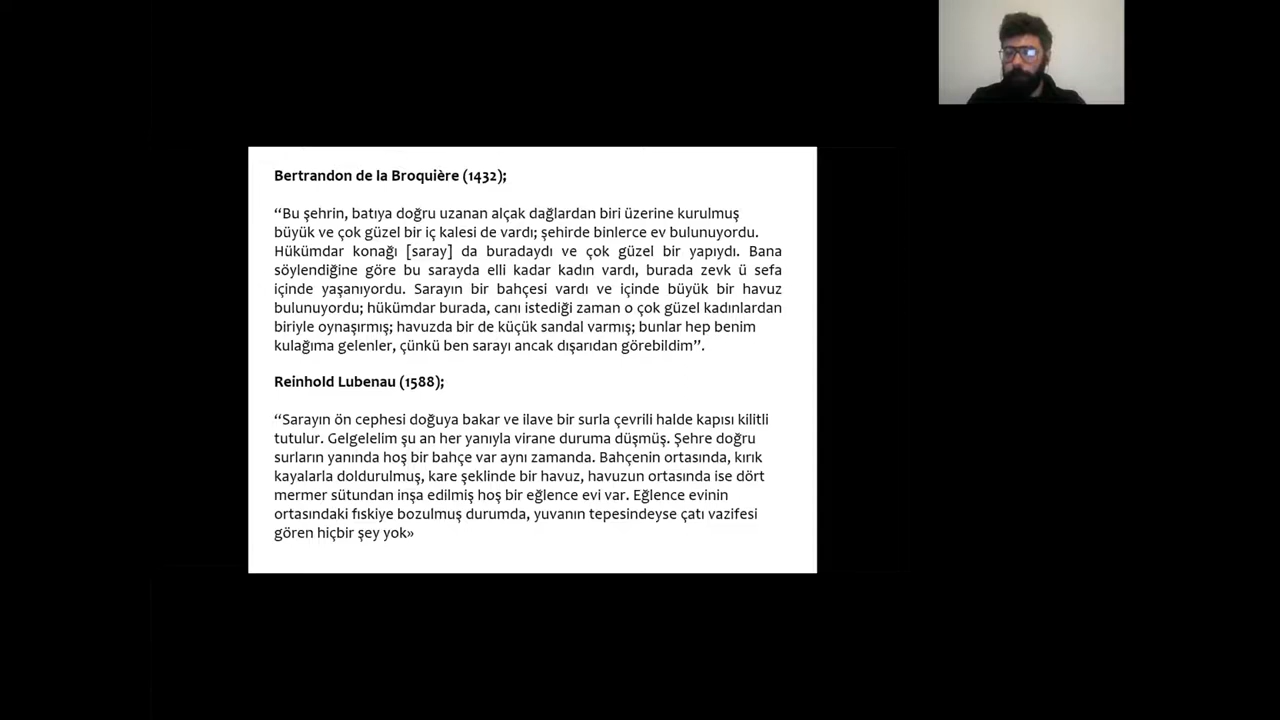 Bertrandon de la Broquière (1432);
“Bu şehrin, batıya doğru uzanan alçak dağlardan biri üzerine kurulmuş
büyük ve çok güzel bir iç kalesi de vardı; şehirde binlerce ev bulunuyordu.
Hükümdar konağı [saray] da buradaydı ve çok güzel bir yapıydı. Bana
söylendiğine göre bu sarayda elli kadar kadın vardı, burada zevk ü sefa
içinde yaşanıyordu. Sarayın bir bahçesi vardı ve içinde büyük bir havuz
bulunuyordu; hükümdar burada, canı istediği zaman o çok güzel kadınlardan
biriyle oynaşırmış; havuzda bir de küçük sandal varmış; bunlar hep benim
kulağıma gelenler, çünkü ben sarayı ancak dışarıdan görebildim”.
Reinhold Lubenau (1588);
“Sarayın ön cephesi doğuya bakar ve ilave bir surla çevrili halde kapısı kilitli
tutulur. Gelgelelim şu an her yanıyla virane duruma düşmüş. Şehre doğru
surların yanında hoş bir bahçe var aynı zamanda. Bahçenin ortasında, kırık
kayalarla doldurulmuş, kare şeklinde bir havuz, havuzun ortasında ise dört
mermer sütundan inşa edilmiş hoş bir eğlence evi var. Eğlence evinin
ortasındaki fıskiye bozulmuş durumda, yuvanın tepesindeyse çatı vazifesi
gören hiçbir şey yok»